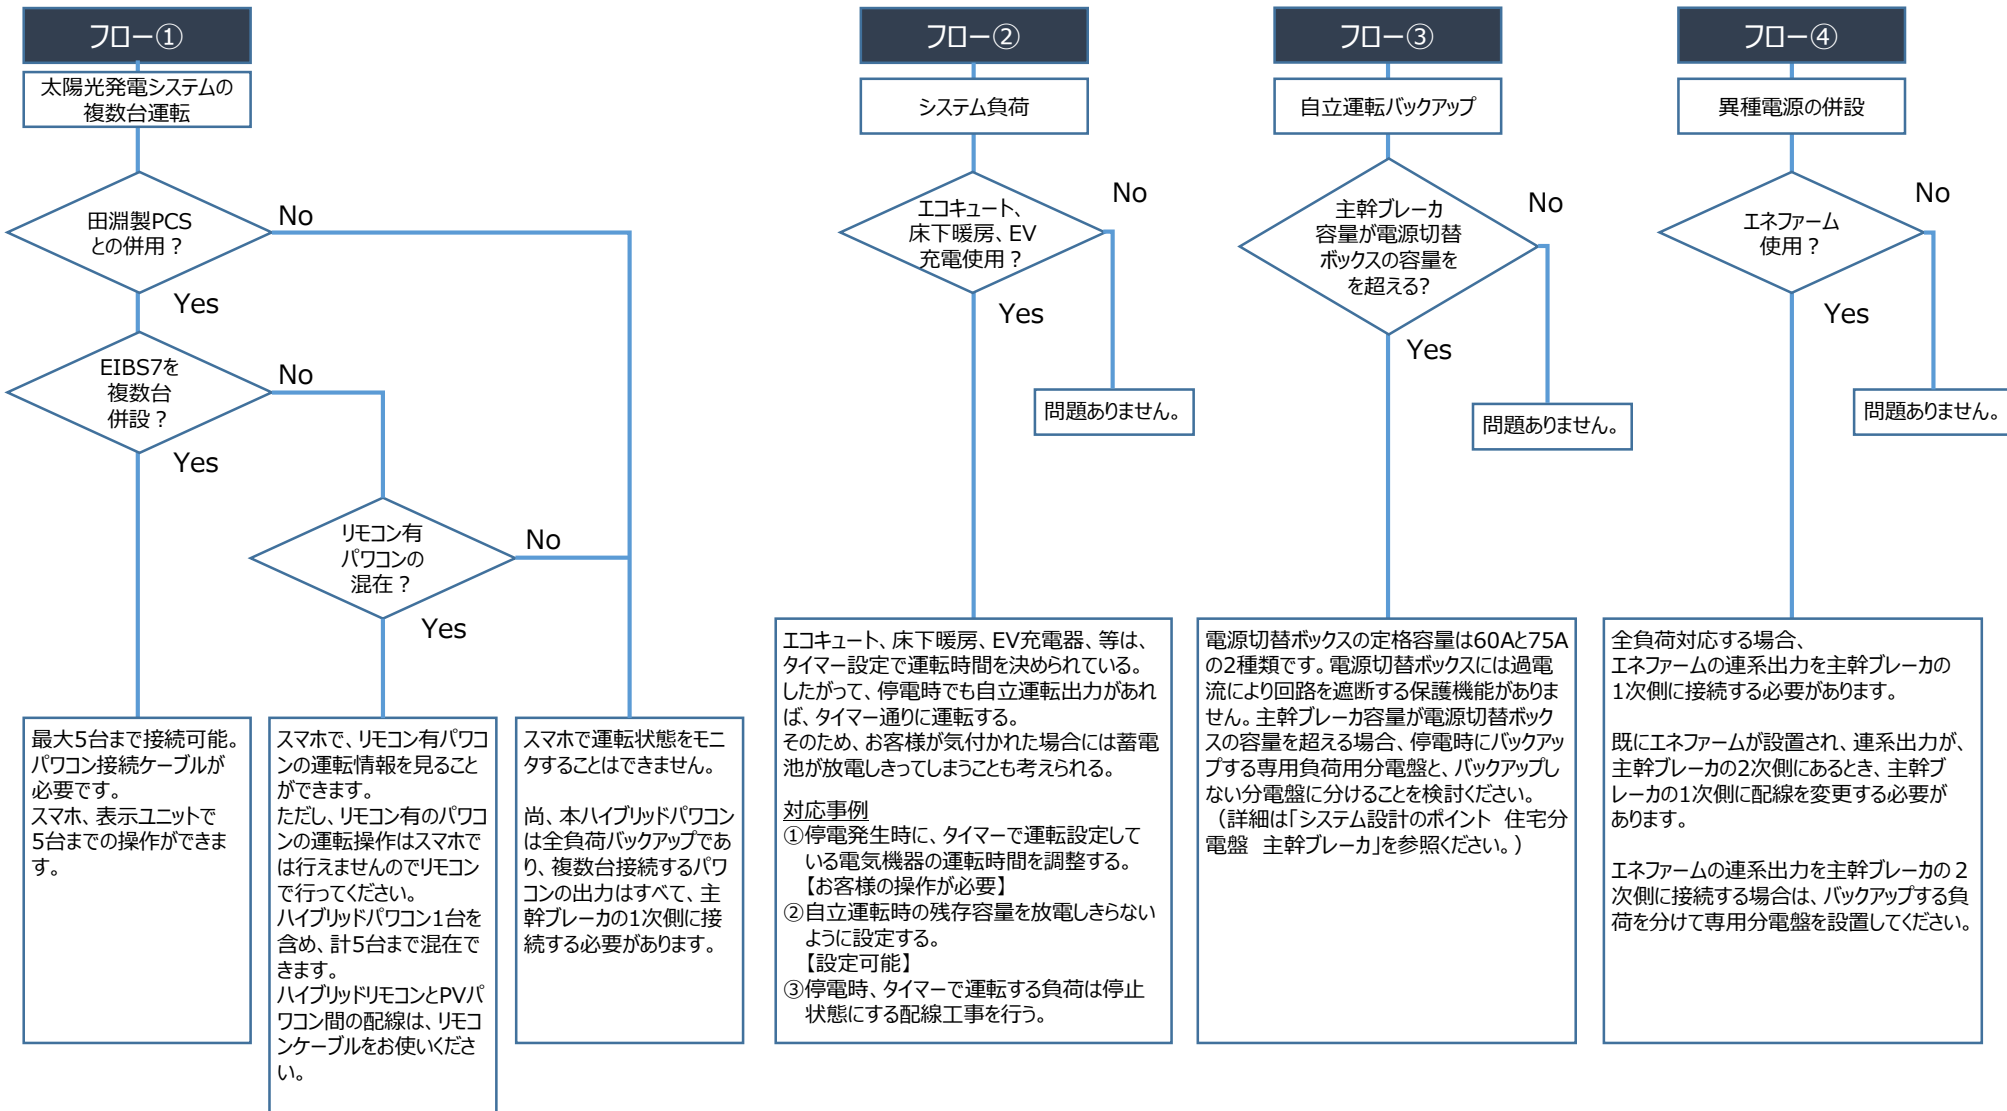 フロー①
太陽光発電システムの
複数台運転
田淵製PCS
との併用？
No
Yes
EIBS7を
複数台
併設？
No
Yes
リモコン有
パワコンの
混在？
No
Yes
最大5台まで接続可能。
パワコン接続ケーブルが
必要です。
スマホ、表示ユニットで
5台までの操作ができま
す。
スマホで、リモコン有パワコ
ンの運転情報を見ること
ができます。
ただし、リモコン有のパワコ
ンの運転操作はスマホで
は行えませんのでリモコン
で行ってください。
ハイブリッドパワコン1台を
含め、計5台まで混在で
きます。
ハイブリッドリモコンとPVパ
ワコン間の配線は、リモコ
ンケーブルをお使いくださ
い。
スマホで運転状態をモニ
タすることはできません。
尚、本ハイブリッドパワコン
は全負荷バックアップであ
り、複数台接続するパワ
コンの出力はすべて、主
幹ブレーカの1次側に接
続する必要があります。
フロー②
システム負荷
エコキュート、
床下暖房、EV
充電使用？
No
Yes
問題ありません。
エコキュート、床下暖房、EV充電器、等は、
タイマー設定で運転時間を決められている。
したがって、停電時でも自立運転出力があれ
ば、タイマー通りに運転する。
そのため、お客様が気付かれた場合には蓄電
池が放電しきってしまうことも考えられる。
対応事例
①停電発生時に、タイマーで運転設定して
いる電気機器の運転時間を調整する。
【お客様の操作が必要】
②自立運転時の残存容量を放電しきらない
ように設定する。
【設定可能】
③停電時、タイマーで運転する負荷は停止
状態にする配線工事を行う。
フロー③
自立運転バックアップ
主幹ブレーカ
容量が電源切替
ボックスの容量を
を超える?
No
Yes
問題ありません。
電源切替ボックスの定格容量は60Aと75A
の2種類です。電源切替ボックスには過電
流により回路を遮断する保護機能がありま
せん。主幹ブレーカ容量が電源切替ボック
スの容量を超える場合、停電時にバックアッ
プする専用負荷用分電盤と、バックアップし
ない分電盤に分けることを検討ください。
（詳細は「システム設計のポイント　住宅分
電盤　主幹ブレーカ」を参照ください。）
フロー④
異種電源の併設
エネファーム
使用？
No
Yes
問題ありません。
全負荷対応する場合、
エネファームの連系出力を主幹ブレーカの
1次側に接続する必要があります。
既にエネファームが設置され、連系出力が、
主幹ブレーカの2次側にあるとき、主幹ブ
レーカの1次側に配線を変更する必要が
あります。
エネファームの連系出力を主幹ブレーカの２
次側に接続する場合は、バックアップする負
荷を分けて専用分電盤を設置してください。